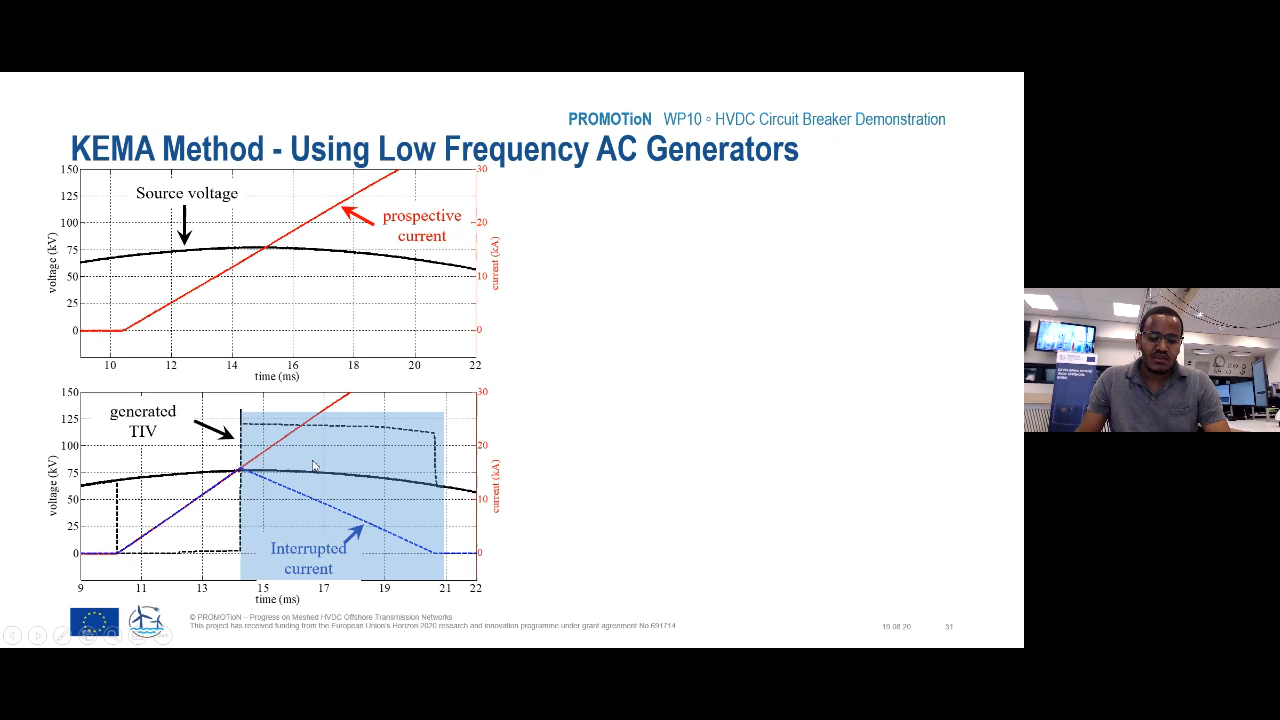 PROMOTioN WP10 ◦ HVDC Circuit Breaker Demonstration
KEMA Method - Using Low Frequency AC Generators
150
125
100
75
50
25
0
voltage (kV)
Source voltage
prospective
current
30
20
10
0
current (kA)
10 12 14 16 18 20 22
time (ms)
150
125
100
75
50
25
0
voltage (kV)
generated
TIV
Interrupted
current
30
20
10
0
current (kA)
9 11 13 15 17 19 21 22
time (ms)
© PROMOTioN – Progress on Meshed HVDC Offshore Transmission Networks
This project has received funding from the European Union's Horizon 2020 research and innovation programme under grant agreement No 691714
19.08.20
31